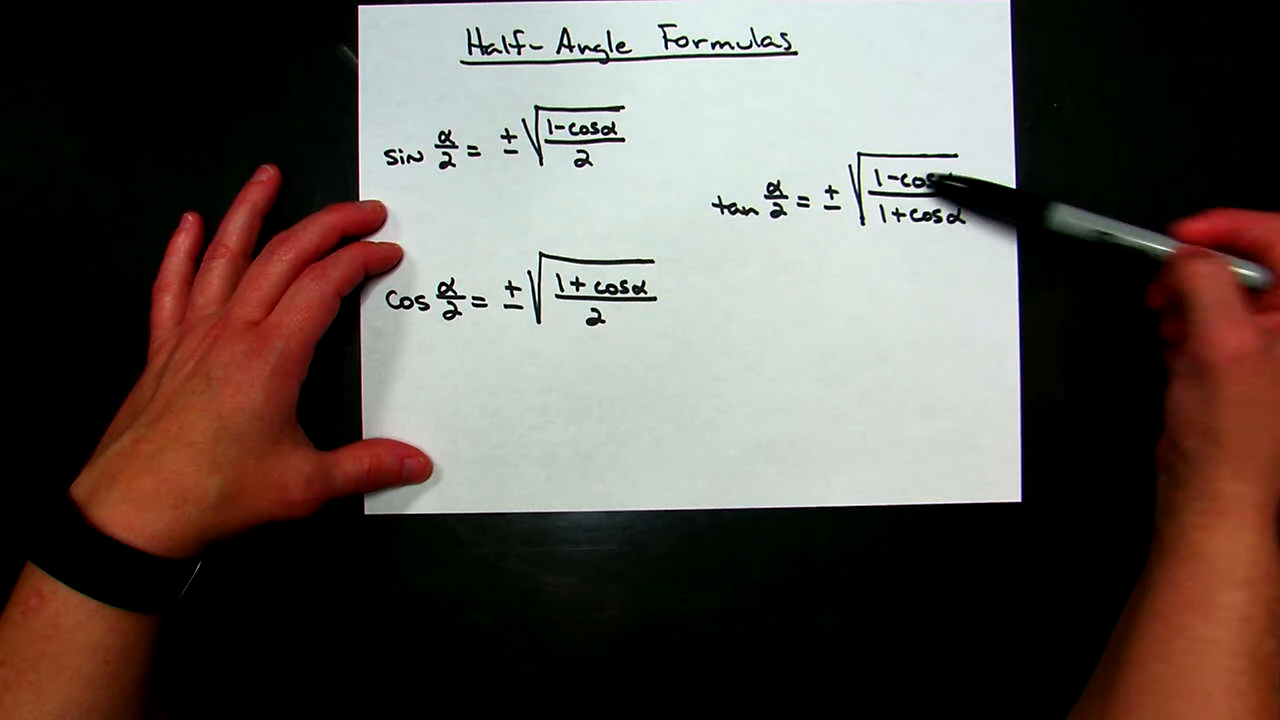 Half-Angle Formulas
sin α/2 = ± √((1-cosα)/2)
tan α/2 = ± √((1-cos)/(1+cosα))
cos α/2 = ± √((1+cosα)/2)